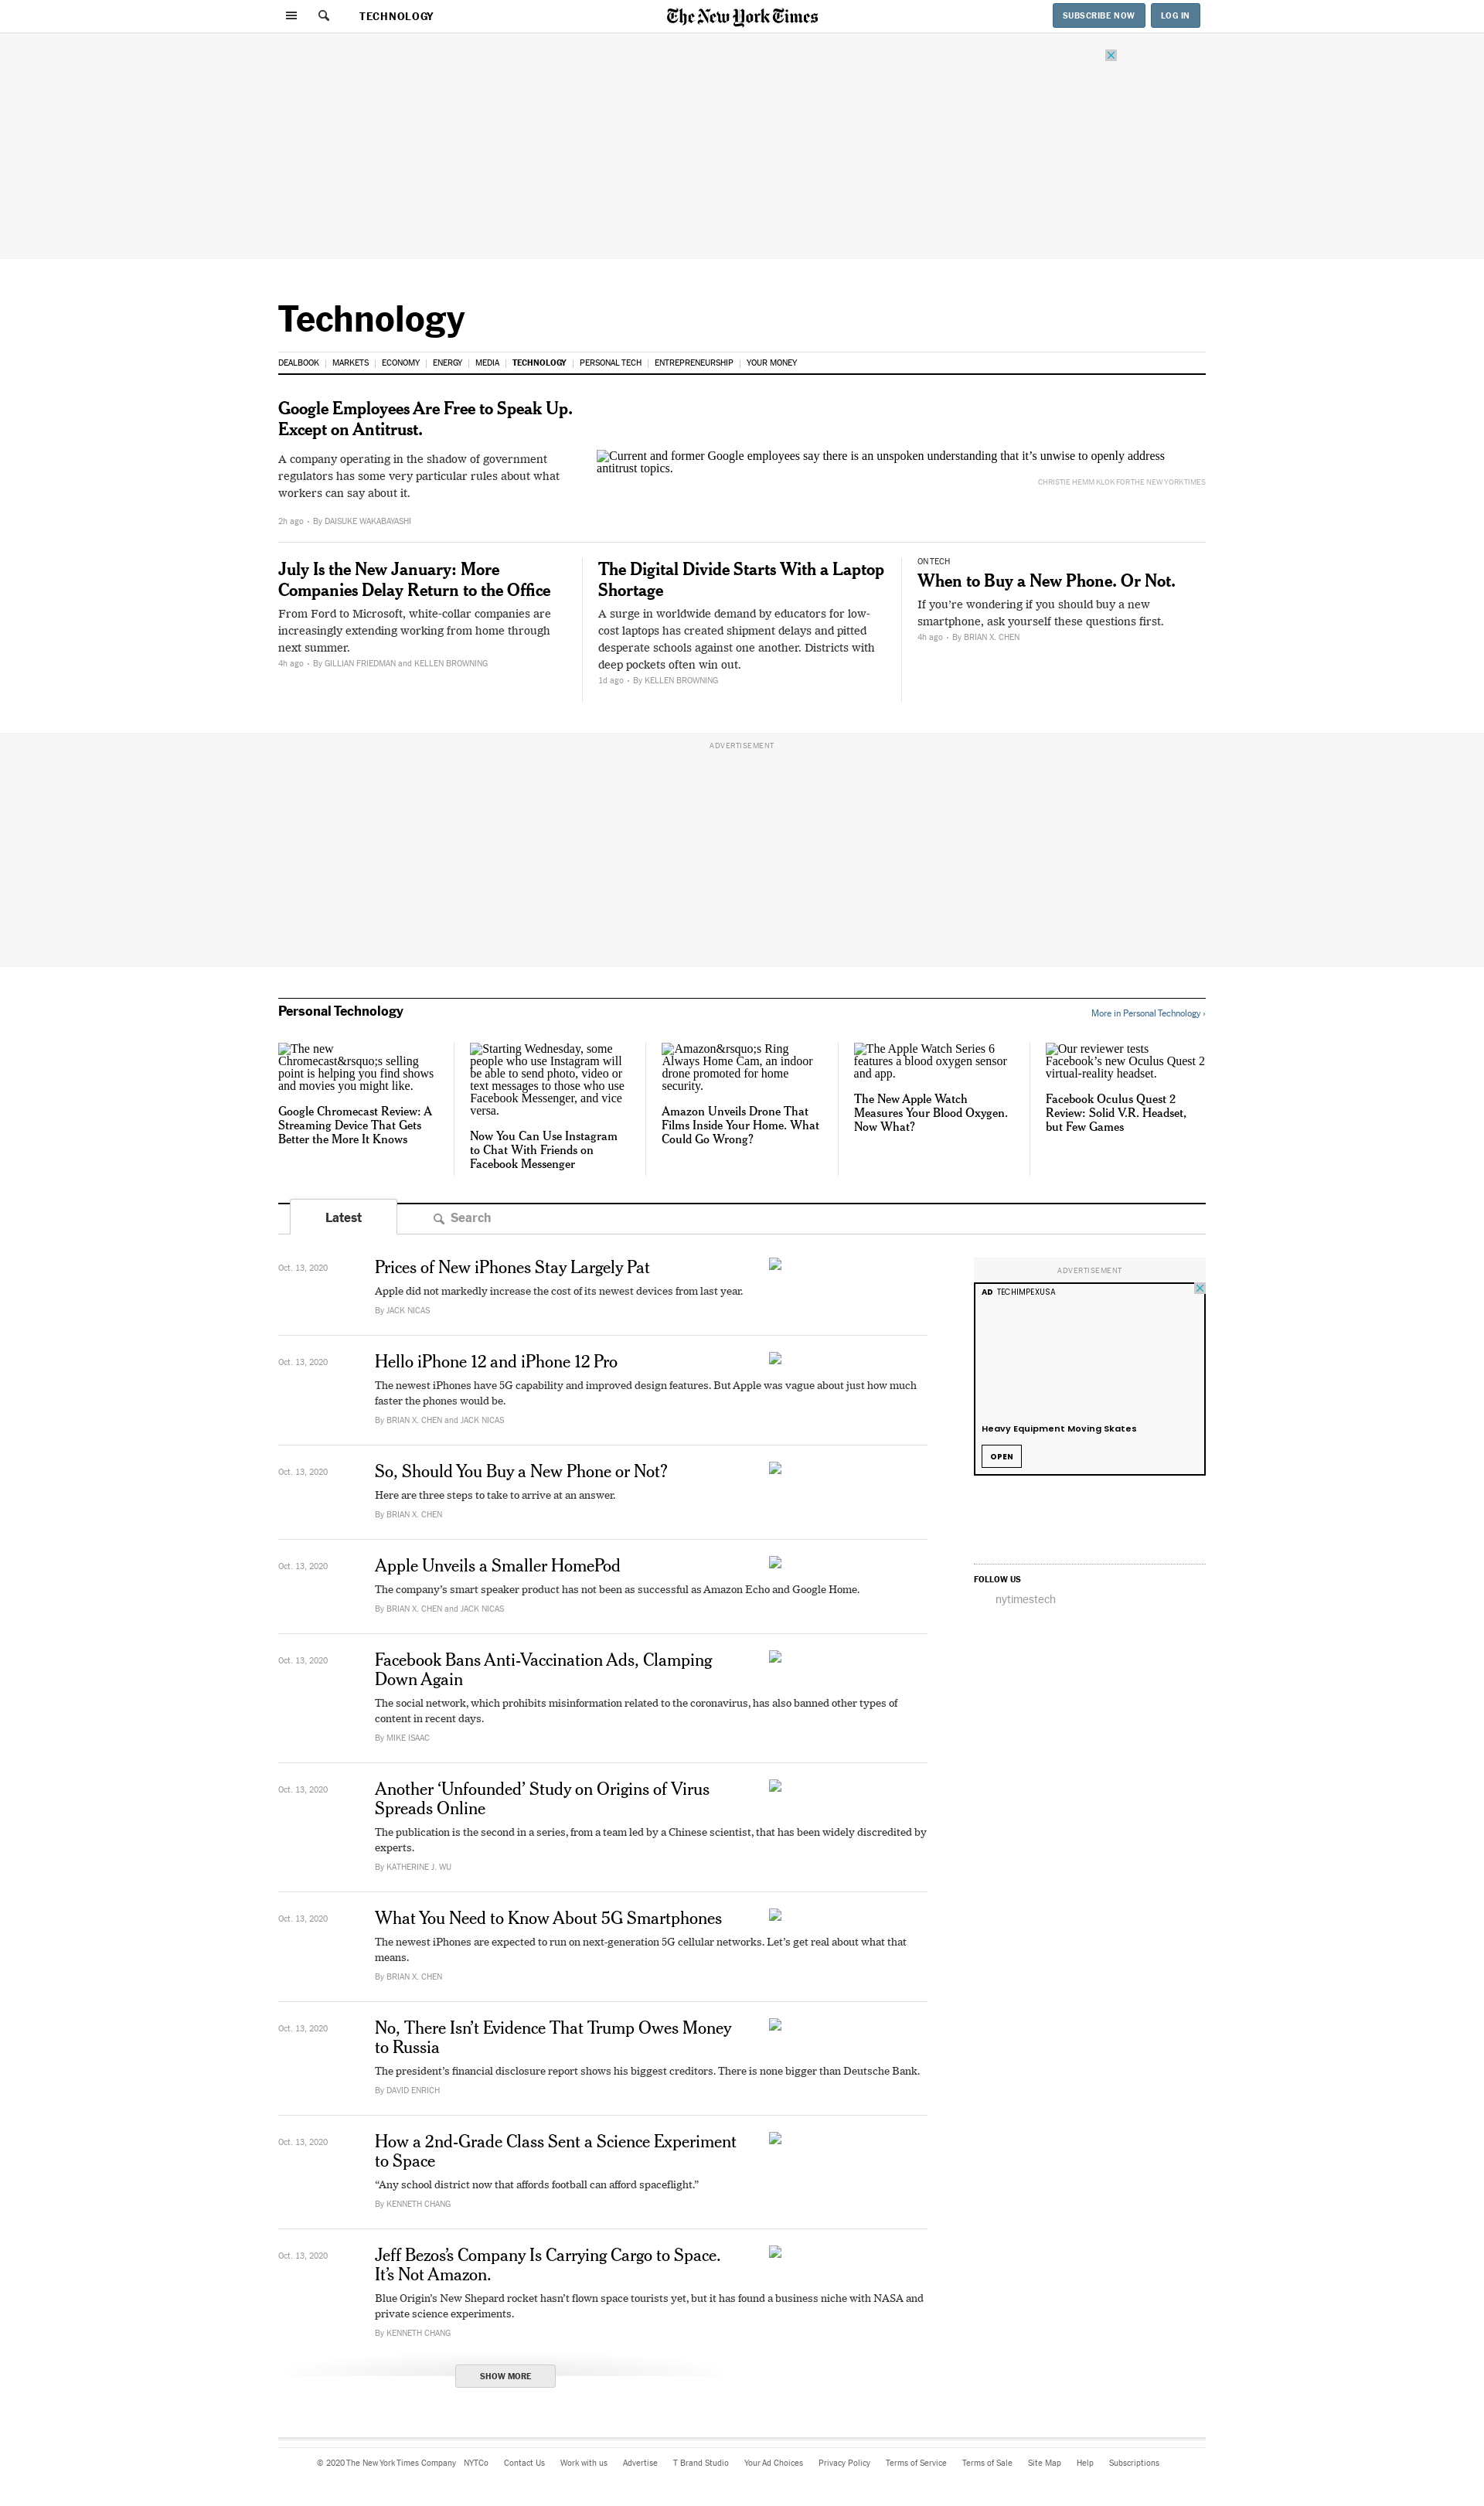 TECHNOLOGY
The New York Times
SUBSCRIBE NOW
LOG IN
Technology
DEALBOOK | MARKETS | ECONOMY | ENERGY | MEDIA | TECHNOLOGY | PERSONAL TECH | ENTREPRENEURSHIP | YOUR MONEY
Google Employees Are Free to Speak Up.
Except on Antitrust.
A company operating in the shadow of government
regulators has some very particular rules about what
workers can say about it.
2h ago • By DAISUKE WAKABAYASHI
Current and former Google employees say there is an unspoken understanding that it’s unwise to openly address
antitrust topics.
CHRISTIE HEMM KLOK FOR THE NEW YORK TIMES
July Is the New January: More
Companies Delay Return to the Office
From Ford to Microsoft, white-collar companies are
increasingly extending working from home through
next summer.
4h ago • By GILLIAN FRIEDMAN and KELLEN BROWNING
The Digital Divide Starts With a Laptop
Shortage
A surge in worldwide demand by educators for low-
cost laptops has created shipment delays and pitted
desperate schools against one another. Districts with
deep pockets often win out.
1d ago • By KELLEN BROWNING
ON TECH
When to Buy a New Phone. Or Not.
If you’re wondering if you should buy a new
smartphone, ask yourself these questions first.
4h ago • By BRIAN X. CHEN
ADVERTISEMENT
Personal Technology
More in Personal Technology ›
The new
Chromecast&rsquo;s selling
point is helping you find shows
and movies you might like.
Google Chromecast Review: A
Streaming Device That Gets
Better the More It Knows
Starting Wednesday, some
people who use Instagram will
be able to send photo, video or
text messages to those who use
Facebook Messenger, and vice
versa.
Now You Can Use Instagram
to Chat With Friends on
Facebook Messenger
Amazon&rsquo;s Ring
Always Home Cam, an indoor
drone promoted for home
security.
Amazon Unveils Drone That
Films Inside Your Home. What
Could Go Wrong?
The Apple Watch Series 6
features a blood oxygen sensor
and app.
The New Apple Watch
Measures Your Blood Oxygen.
Now What?
Our reviewer tests
Facebook’s new Oculus Quest 2
virtual-reality headset.
Facebook Oculus Quest 2
Review: Solid V.R. Headset,
but Few Games
Latest
Search
Oct. 13, 2020
Prices of New iPhones Stay Largely Pat
Apple did not markedly increase the cost of its newest devices from last year.
By JACK NICAS
Oct. 13, 2020
Hello iPhone 12 and iPhone 12 Pro
The newest iPhones have 5G capability and improved design features. But Apple was vague about just how much
faster the phones would be.
By BRIAN X. CHEN and JACK NICAS
Oct. 13, 2020
So, Should You Buy a New Phone or Not?
Here are three steps to take to arrive at an answer.
By BRIAN X. CHEN
Oct. 13, 2020
Apple Unveils a Smaller HomePod
The company’s smart speaker product has not been as successful as Amazon Echo and Google Home.
By BRIAN X. CHEN and JACK NICAS
Oct. 13, 2020
Facebook Bans Anti-Vaccination Ads, Clamping
Down Again
The social network, which prohibits misinformation related to the coronavirus, has also banned other types of
content in recent days.
By MIKE ISAAC
Oct. 13, 2020
Another ‘Unfounded’ Study on Origins of Virus
Spreads Online
The publication is the second in a series, from a team led by a Chinese scientist, that has been widely discredited by
experts.
By KATHERINE J. WU
Oct. 13, 2020
What You Need to Know About 5G Smartphones
The newest iPhones are expected to run on next-generation 5G cellular networks. Let’s get real about what that
means.
By BRIAN X. CHEN
Oct. 13, 2020
No, There Isn’t Evidence That Trump Owes Money
to Russia
The president’s financial disclosure report shows his biggest creditors. There is none bigger than Deutsche Bank.
By DAVID ENRICH
Oct. 13, 2020
How a 2nd-Grade Class Sent a Science Experiment
to Space
“Any school district now that affords football can afford spaceflight.”
By KENNETH CHANG
Oct. 13, 2020
Jeff Bezos’s Company Is Carrying Cargo to Space.
It’s Not Amazon.
Blue Origin’s New Shepard rocket hasn’t flown space tourists yet, but it has found a business niche with NASA and
private science experiments.
By KENNETH CHANG
SHOW MORE
ADVERTISEMENT
AD TECHIMPEXUSA
Heavy Equipment Moving Skates
OPEN
FOLLOW US
nytimestech
© 2020 The New York Times Company NYTCo Contact Us Work with us Advertise T Brand Studio Your Ad Choices Privacy Policy Terms of Service Terms of Sale Site Map Help Subscriptions